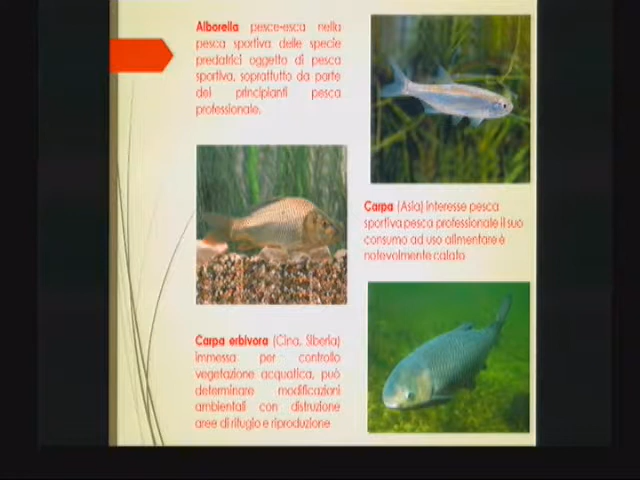 Alborella pesce-esca nella
pesca sportiva delle specie
predatrici oggetto di pesca
sportiva, soprattutto da parte
dei principianti pesca
professionale.
Carpa (Asia) interesse pesca
sportiva pesca professionale il suo
consumo ad uso alimentare è
notevolmente calato
Carpa erbivora (Cina, Siberia)
immessa per controllo
vegetazione acquatica, può
determinare modificazioni
ambientali con distruzione
aree di rifugio e riproduzione